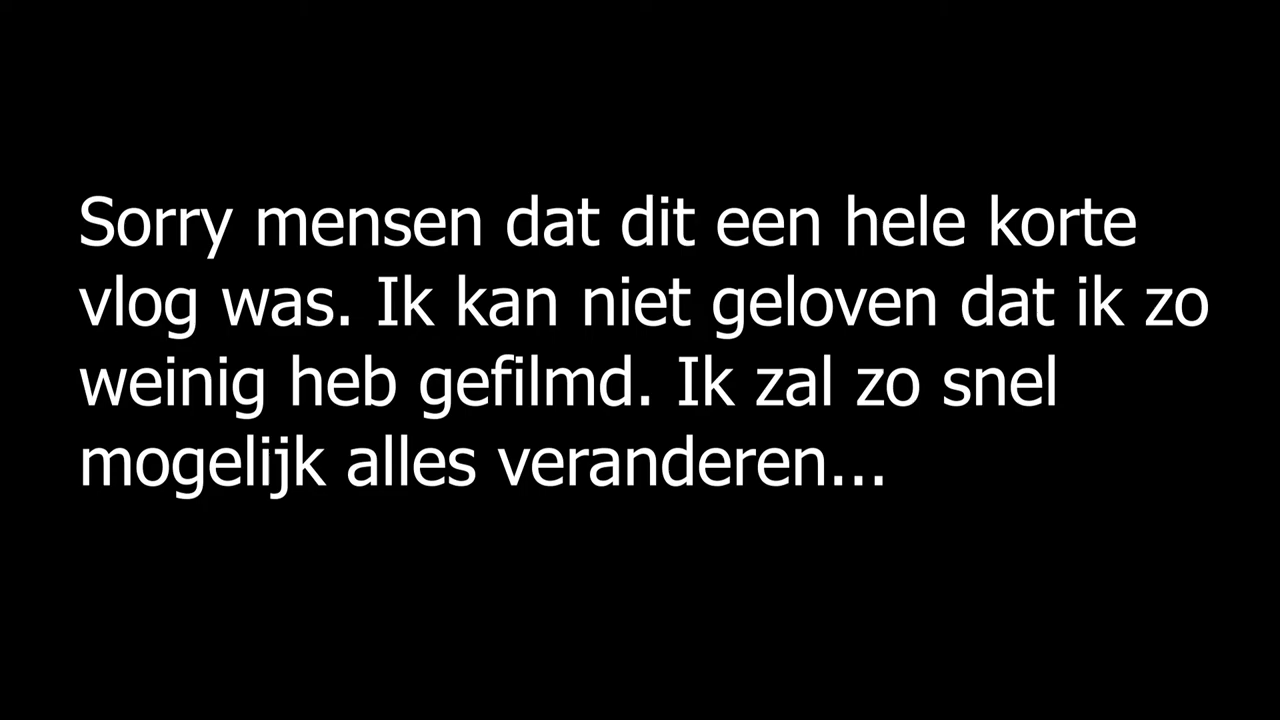 Sorry mensen dat dit een hele korte
vlog was. Ik kan niet geloven dat ik zo
weinig heb gefilmd. Ik zal zo snel
mogelijk alles veranderen...